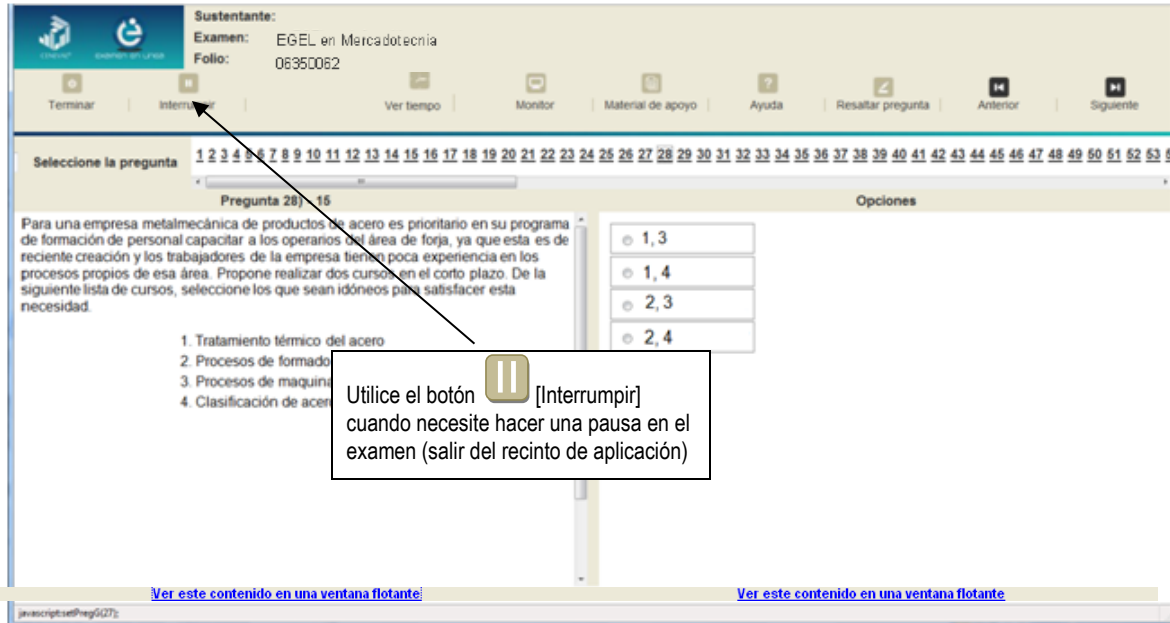 Sustentante:
Examen: EGEL en Mercadotecnia
Folio: 06350062
CENEVAL
examen en línea
Terminar
Interrumpir
Ver tiempo
Monitor
Material de apoyo
Ayuda
Resaltar pregunta
Anterior
Siguiente
Seleccione la pregunta
1 2 3 4 5 6 7 8 9 10 11 12 13 14 15 16 17 18 19 20 21 22 23 24 25 26 27 28 29 30 31 32 33 34 35 36 37 38 39 40 41 42 43 44 45 46 47 48 49 50 51 52 53
Pregunta 28) - 15
Opciones
Para una empresa metalmecánica de productos de acero es prioritario en su programa
de formación de personal capacitar a los operarios del área de forja, ya que esta es de
reciente creación y los trabajadores de la empresa tienen poca experiencia en los
procesos propios de esa área. Propone realizar dos cursos en el corto plazo. De la
siguiente lista de cursos, seleccione los que sean idóneos para satisfacer esta
necesidad.
1. Tratamiento térmico del acero
2. Procesos de formado
3. Procesos de maquina
4. Clasificación de acer
1, 3
1, 4
2, 3
2, 4
Utilice el botón [Interrumpir]
cuando necesite hacer una pausa en el
examen (salir del recinto de aplicación)
Ver este contenido en una ventana flotante
Ver este contenido en una ventana flotante
javascript:setPregG(27);